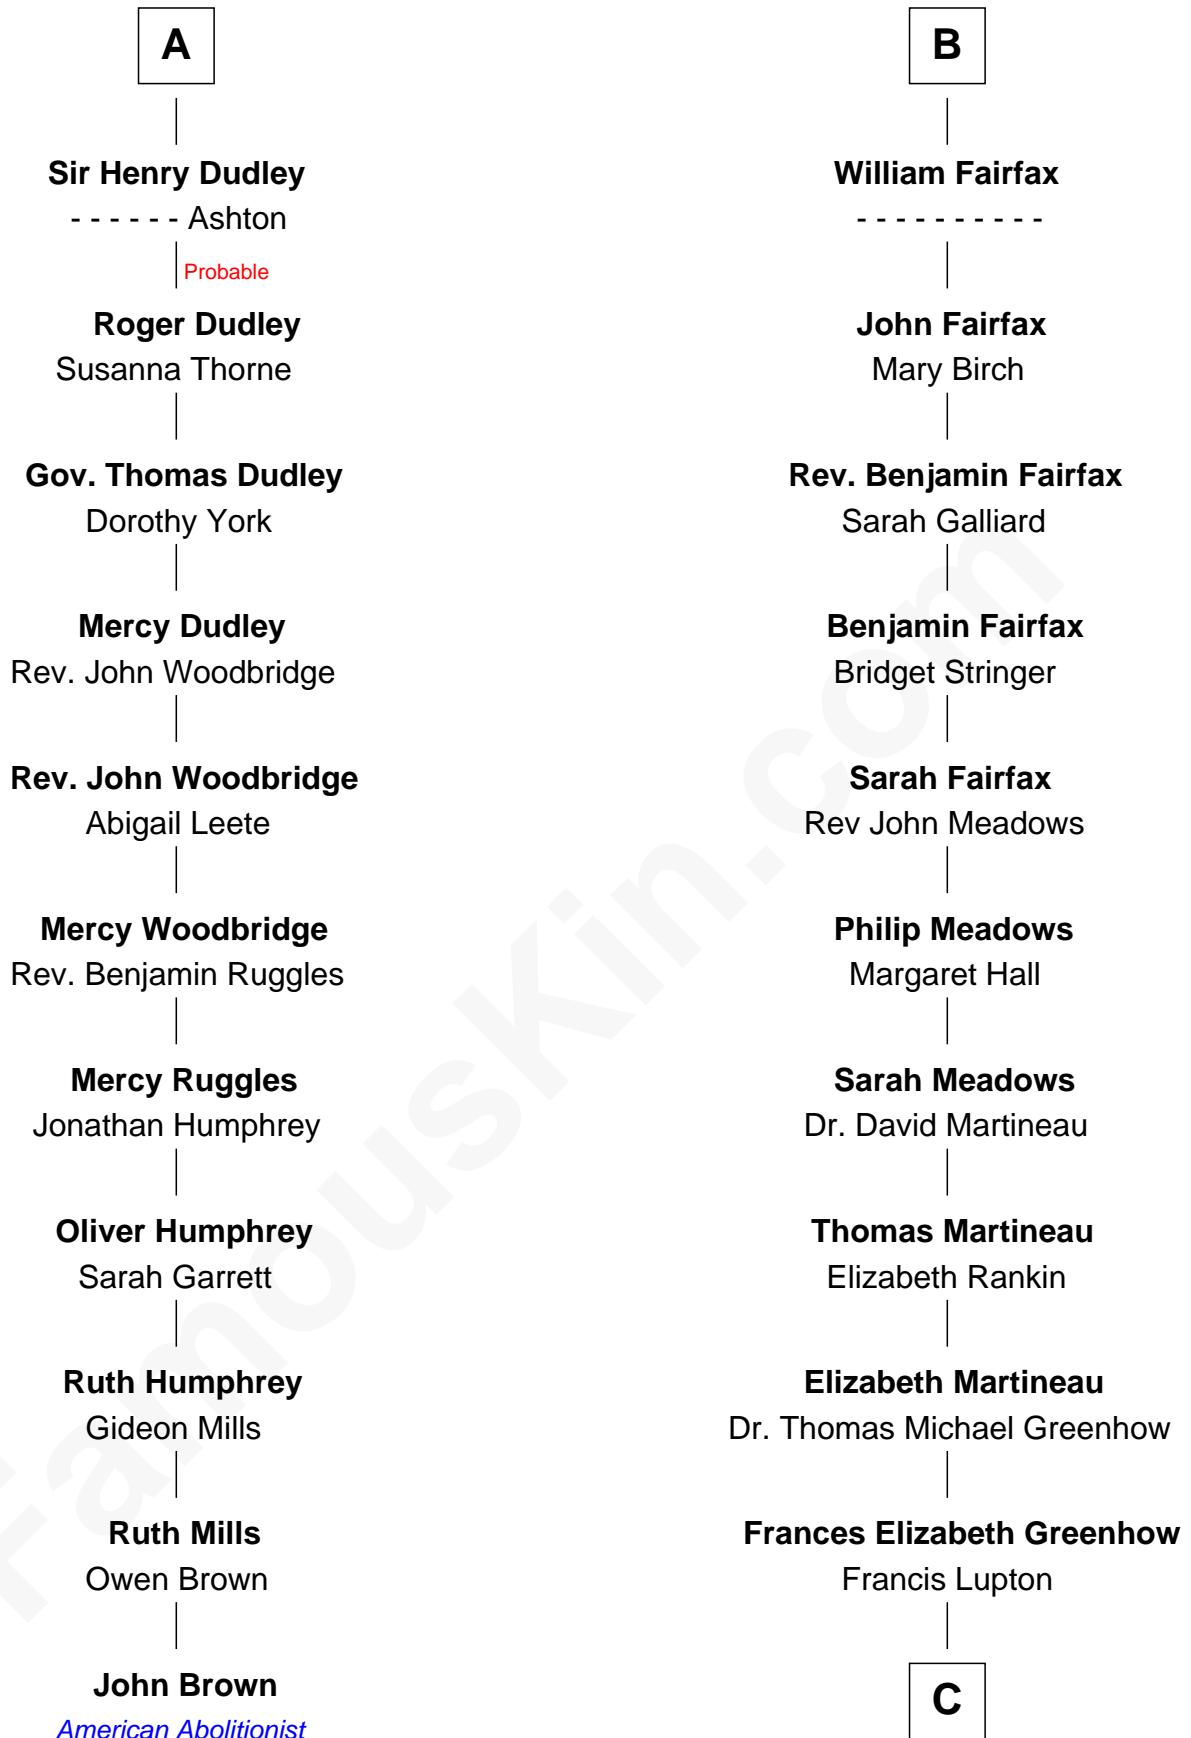 A
Sir Henry Dudley
- - - - - - Ashton
Probable
Roger Dudley
Susanna Thorne
Gov. Thomas Dudley
Dorothy York
Mercy Dudley
Rev. John Woodbridge
Rev. John Woodbridge
Abigail Leete
Mercy Woodbridge
Rev. Benjamin Ruggles
Mercy Ruggles
Jonathan Humphrey
Oliver Humphrey
Sarah Garrett
Ruth Humphrey
Gideon Mills
Ruth Mills
Owen Brown
John Brown
American Abolitionist
B
William Fairfax
- - - - - - - - - -
John Fairfax
Mary Birch
Rev. Benjamin Fairfax
Sarah Galliard
Benjamin Fairfax
Bridget Stringer
Sarah Fairfax
Rev John Meadows
Philip Meadows
Margaret Hall
Sarah Meadows
Dr. David Martineau
Thomas Martineau
Elizabeth Rankin
Elizabeth Martineau
Dr. Thomas Michael Greenhow
Frances Elizabeth Greenhow
Francis Lupton
C
FamousKin.com